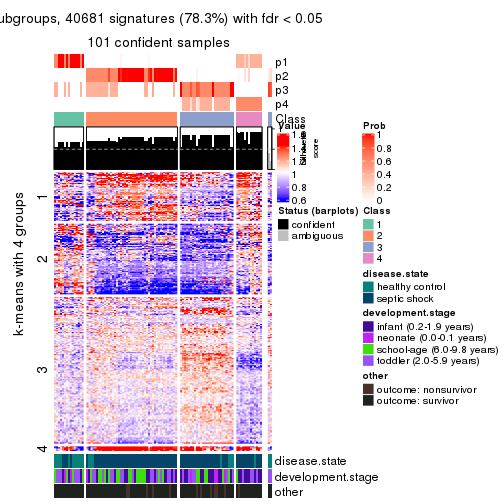 ubgroups, 40681 signatures (78.3%) with fdr < 0.05
101 confident samples
p1
p2
p3
p4
Class
k-means with 4 groups
1
2
3
4
disease.state
development.stage
other
Value
1
0.8
0.6
Silhouette
score
Prob
1
0.8
0.6
0.4
0.2
0
Status (barplots)
confident
ambiguous
Class
1
2
3
4
disease.state
healthy control
septic shock
development.stage
infant (0.2-1.9 years)
neonate (0.0-0.1 years)
school-age (6.0-9.8 years)
toddler (2.0-5.9 years)
other
outcome: nonsurvivor
outcome: survivor